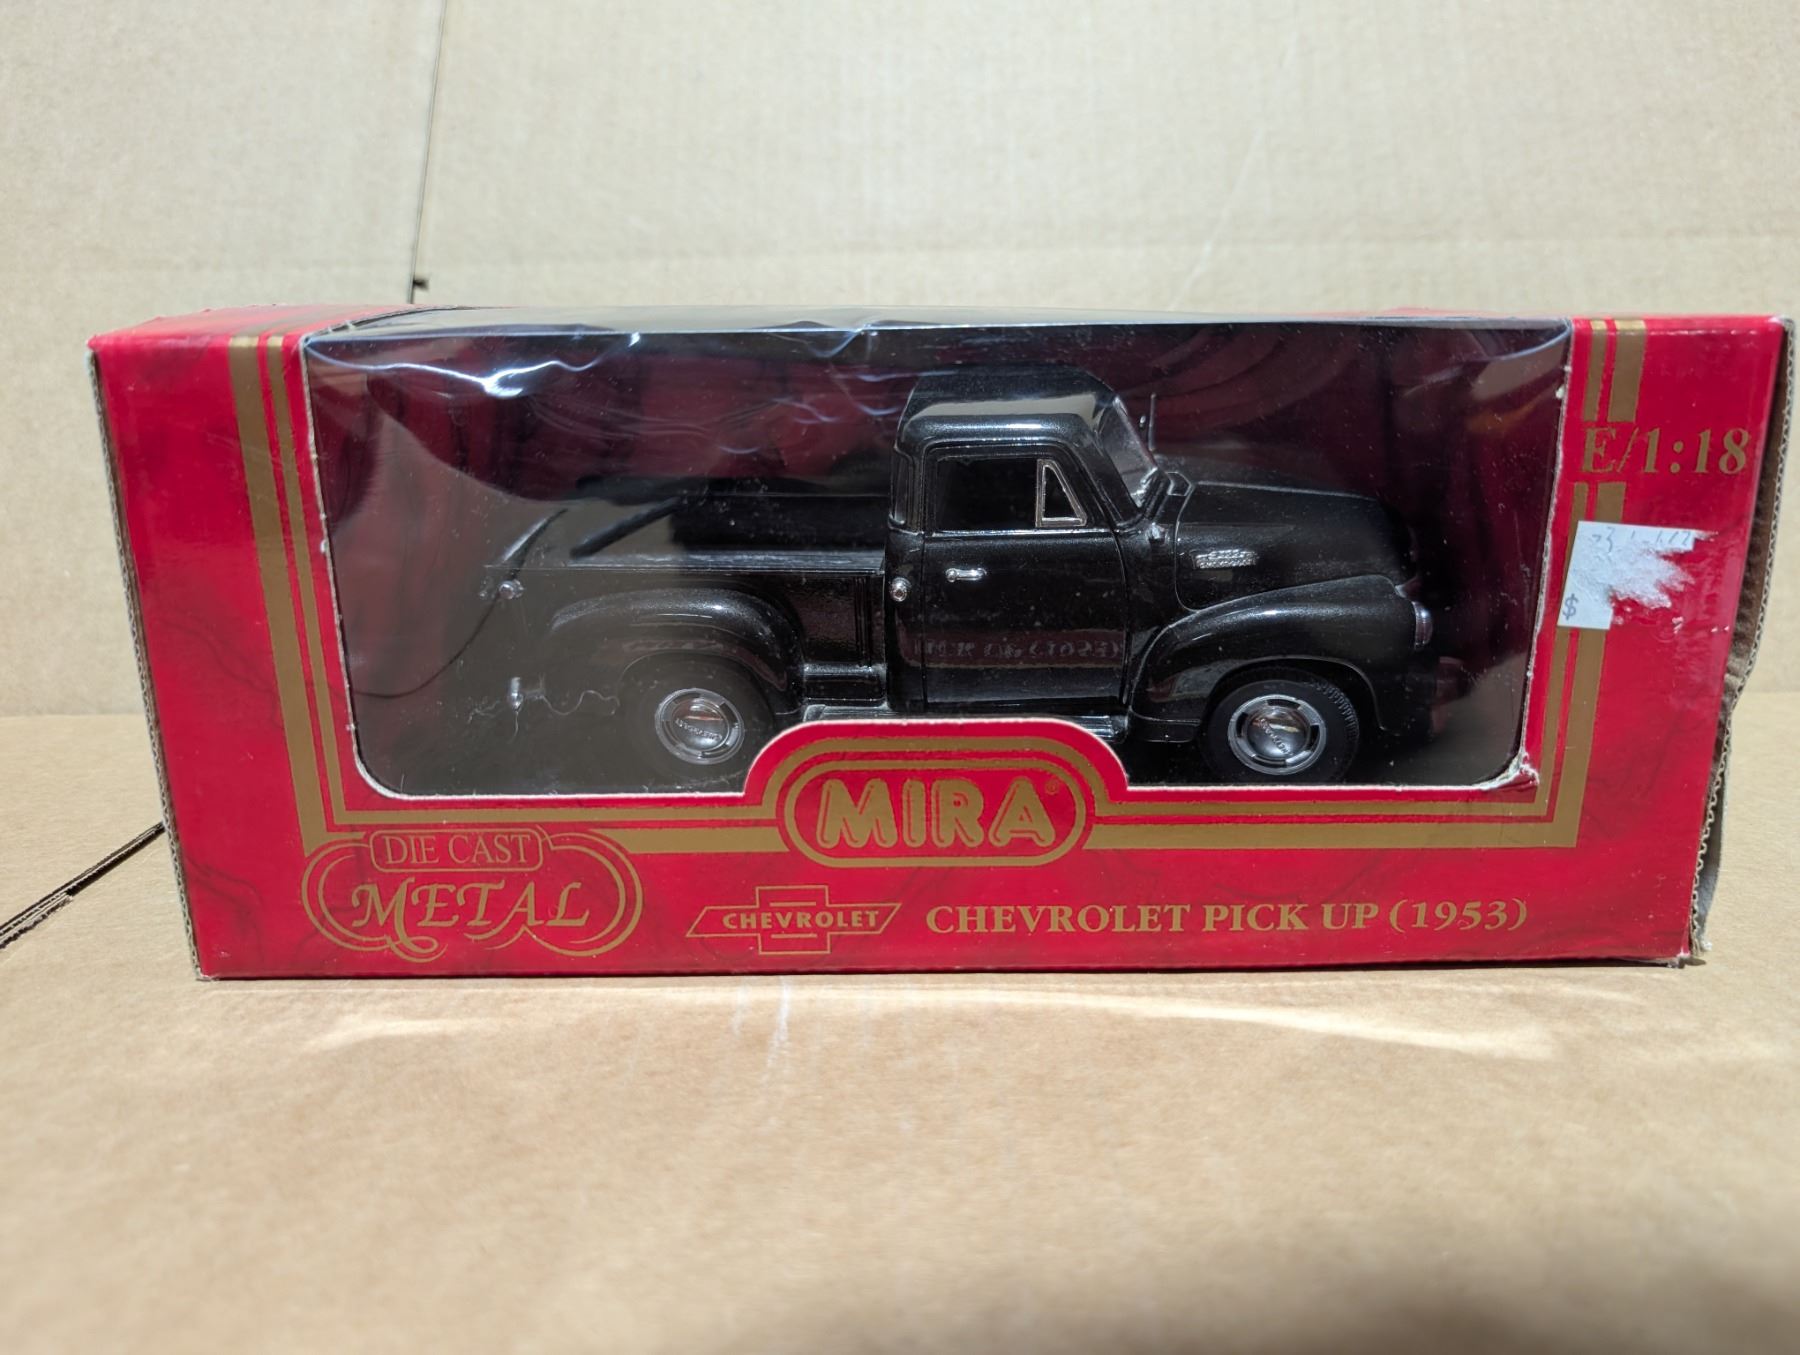 E/1:18
$
MIRA®
DIE CAST
METAL
CHEVROLET
CHEVROLET PICK UP (1953)